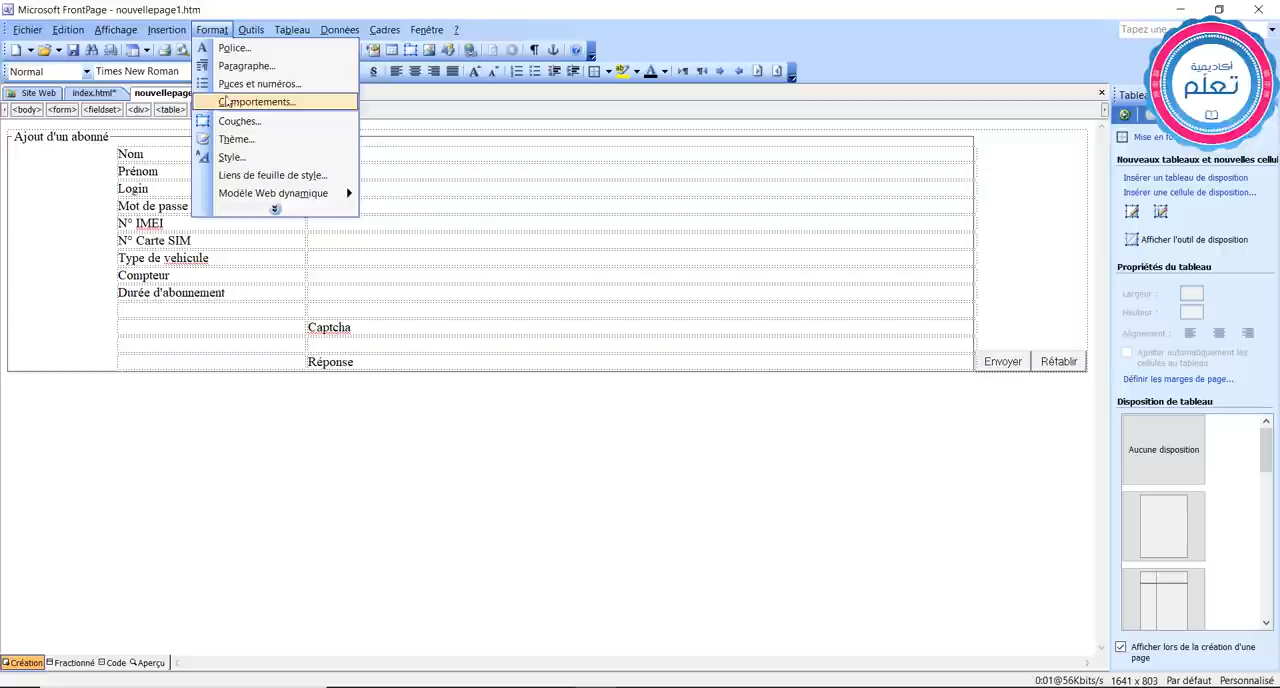 Microsoft FrontPage - nouvellepage1.htm
Fichier Edition Affichage Insertion Format Outils Tableau Données Cadres Fenêtre ?
Tapez une
Normal Times New Roman
Site Web index.html* nouvellepage
<body> <form> <fieldset> <div> <table>
Police...
Paragraphe...
Puces et numéros...
Comportements...
Couches...
Thème...
Style...
Liens de feuille de style...
Modèle Web dynamique
Ajout d'un abonné
Nom
Prénom
Login
Mot de passe
N° IMEI
N° Carte SIM
Type de vehicule
Compteur
Durée d'abonnement
Captcha
Réponse
Envoyer Rétablir
أكاديمية
تعلّم
Nouveaux tableaux et nouvelles cellul
Insérer un tableau de disposition
Insérer une cellule de disposition...
Afficher l'outil de disposition
Propriétés du tableau
Largeur :
Hauteur :
Alignement :
Ajuster automatiquement les
cellules au tableau
Définir les marges de page...
Disposition de tableau
Aucune disposition
Afficher lors de la création d'une
page
Création Fractionné Code Aperçu
0:01@56Kbits/s 1641 x 803 Par défaut Personnalisé